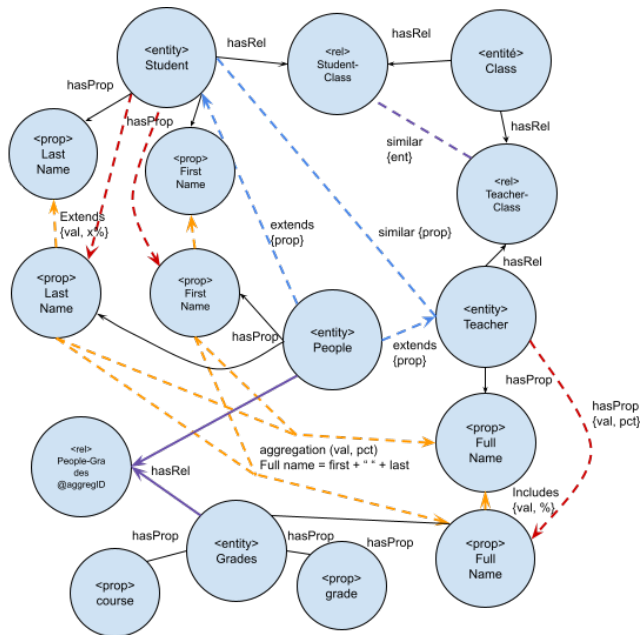 <entity>
Student
hasRel
<rel>
Student-
Class
hasRel
<entité>
Class
hasProp
hasProp
hasRel
<prop>
Last
Name
<prop>
First
Name
similar
{ent}
<rel>
Teacher-
Class
Extends
{val, x%}
extends
{prop}
similar {prop}
hasRel
<prop>
Last
Name
<prop>
First
Name
hasProp
<entity>
People
extends
{prop}
<entity>
Teacher
hasProp
hasProp
{val, pct}
<prop>
Full
Name
aggregation (val, pct)
Full name = first + “ “ + last
<rel>
People-Gra
des
@aggregID
hasRel
Includes
{val, %}
hasProp
<entity>
Grades
hasProp
hasProp
<prop>
Full
Name
<prop>
course
<prop>
grade